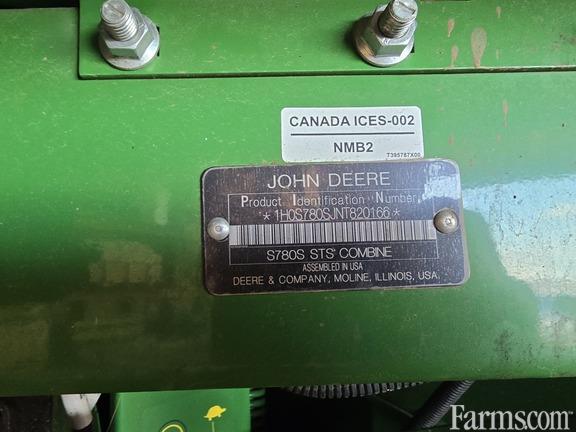 CANADA ICES-002
NMB2
T395787X00
JOHN DEERE
Product Identification Number
*1H0S780SJNT820166*
S780S STS COMBINE
ASSEMBLED IN USA
DEERE & COMPANY, MOLINE, ILLINOIS, USA.
Farms.com